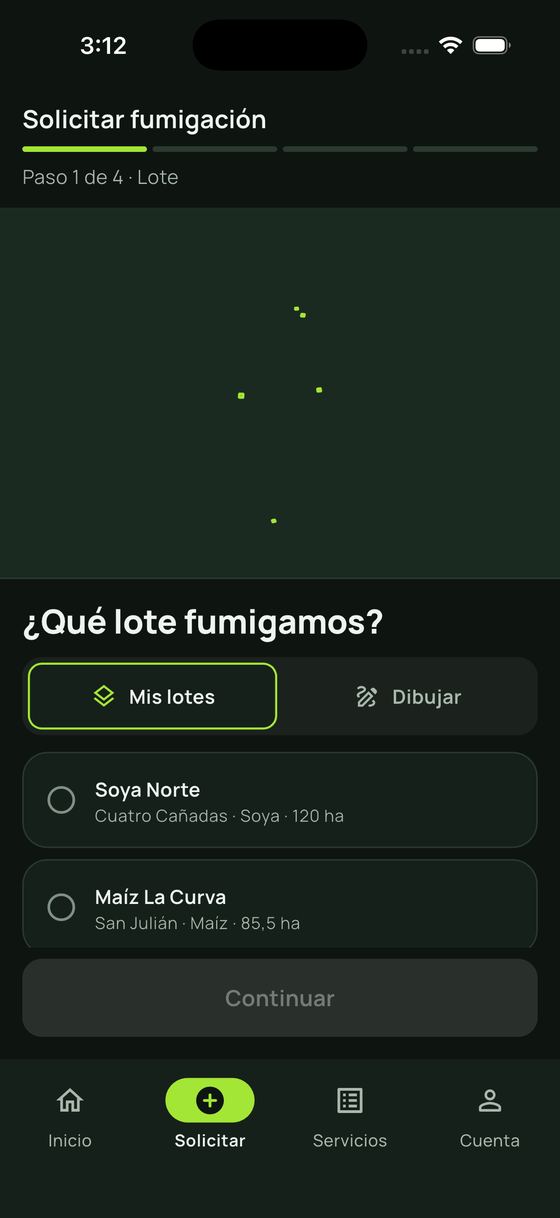 3:12
Solicitar fumigación
Paso 1 de 4 · Lote
¿Qué lote fumigamos?
Mis lotes
Dibujar
Soya Norte
Cuatro Cañadas · Soya · 120 ha
Maíz La Curva
San Julián · Maíz · 85,5 ha
Continuar
Inicio
Solicitar
Servicios
Cuenta